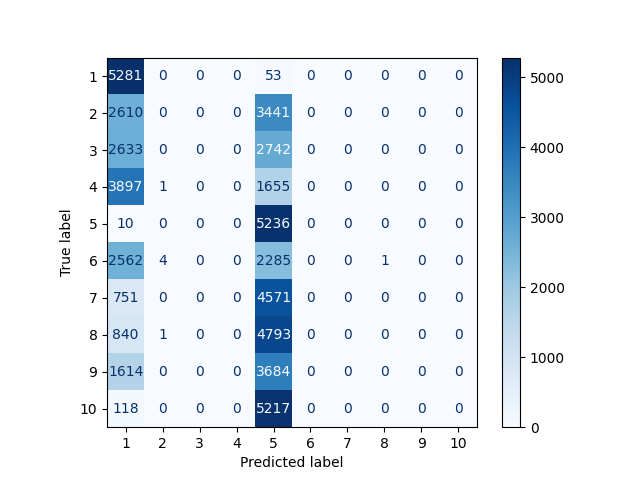 1 5281 0 0 0 53 0 0 0 0 0
2 2610 0 0 0 3441 0 0 0 0 0
3 2633 0 0 0 2742 0 0 0 0 0
4 3897 1 0 0 1655 0 0 0 0 0
5 10 0 0 0 5236 0 0 0 0 0
6 2562 4 0 0 2285 0 0 1 0 0
7 751 0 0 0 4571 0 0 0 0 0
8 840 1 0 0 4793 0 0 0 0 0
9 1614 0 0 0 3684 0 0 0 0 0
10 118 0 0 0 5217 0 0 0 0 0
1 2 3 4 5 6 7 8 9 10
Predicted label
True label
5000
4000
3000
2000
1000
0